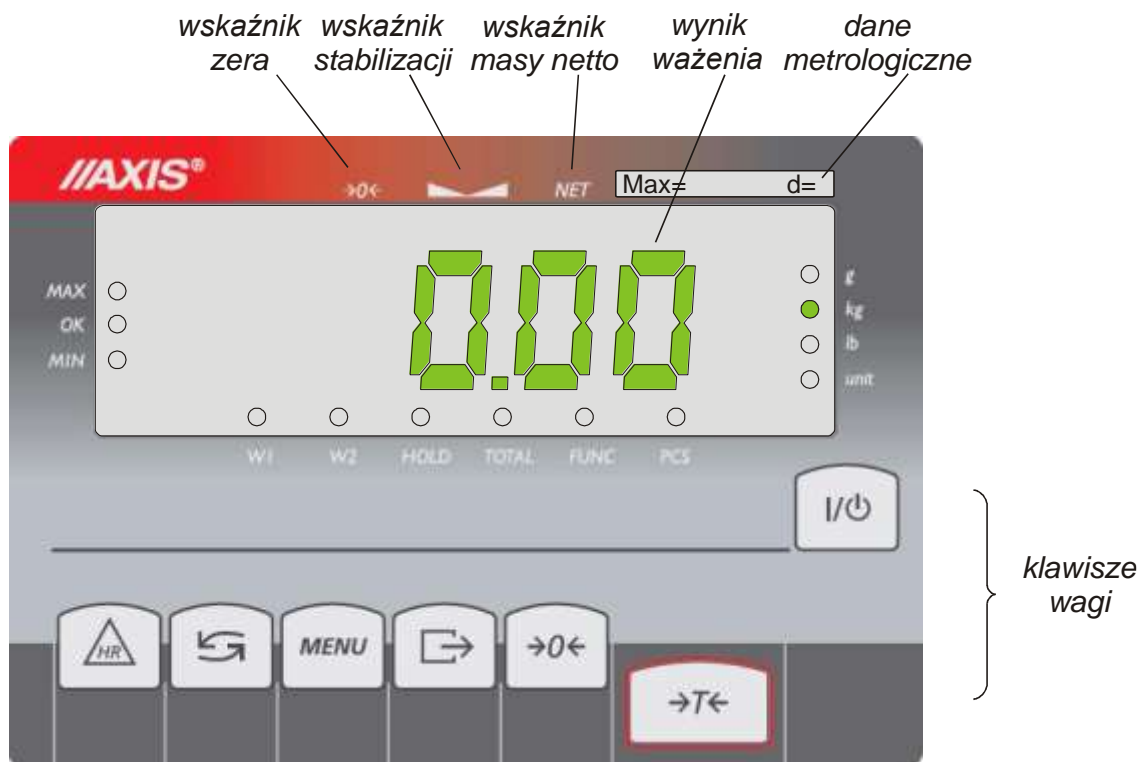 wskaźnik wskaźnik wskaźnik wynik dane
zera stabilizacji masy netto ważenia metrologiczne
//AXIS®
→0← NET Max= d=
0.00
MAX
OK
MIN
g
kg
lb
unit
W1 W2 HOLD TOTAL FUNC PCS
I/⏻
klawisze
wagi
HR MENU →0←
→T←